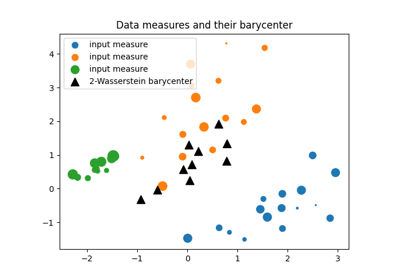 Data measures and their barycenter
input measure
input measure
input measure
2-Wasserstein barycenter
4
3
2
1
0
−1
−2 −1 0 1 2 3